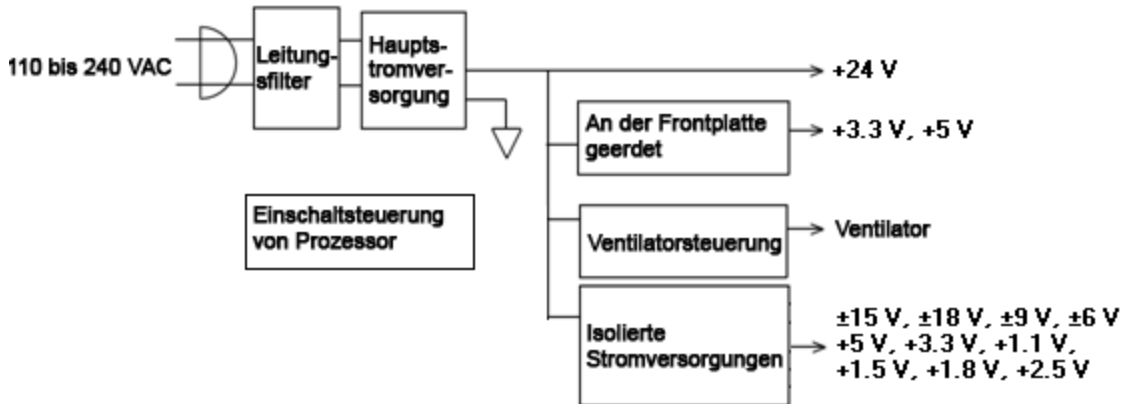 110 bis 240 VAC
Leitung-
sfilter
Haupts-
tromver-
sorgung
+24 V
An der Frontplatte
geerdet
+3.3 V, +5 V
Einschaltsteuerung
von Prozessor
Ventilatorsteuerung
Ventilator
Isolierte
Stromversorgungen
±15 V, ±18 V, ±9 V, ±6 V
+5 V, +3.3 V, +1.1 V,
+1.5 V, +1.8 V, +2.5 V